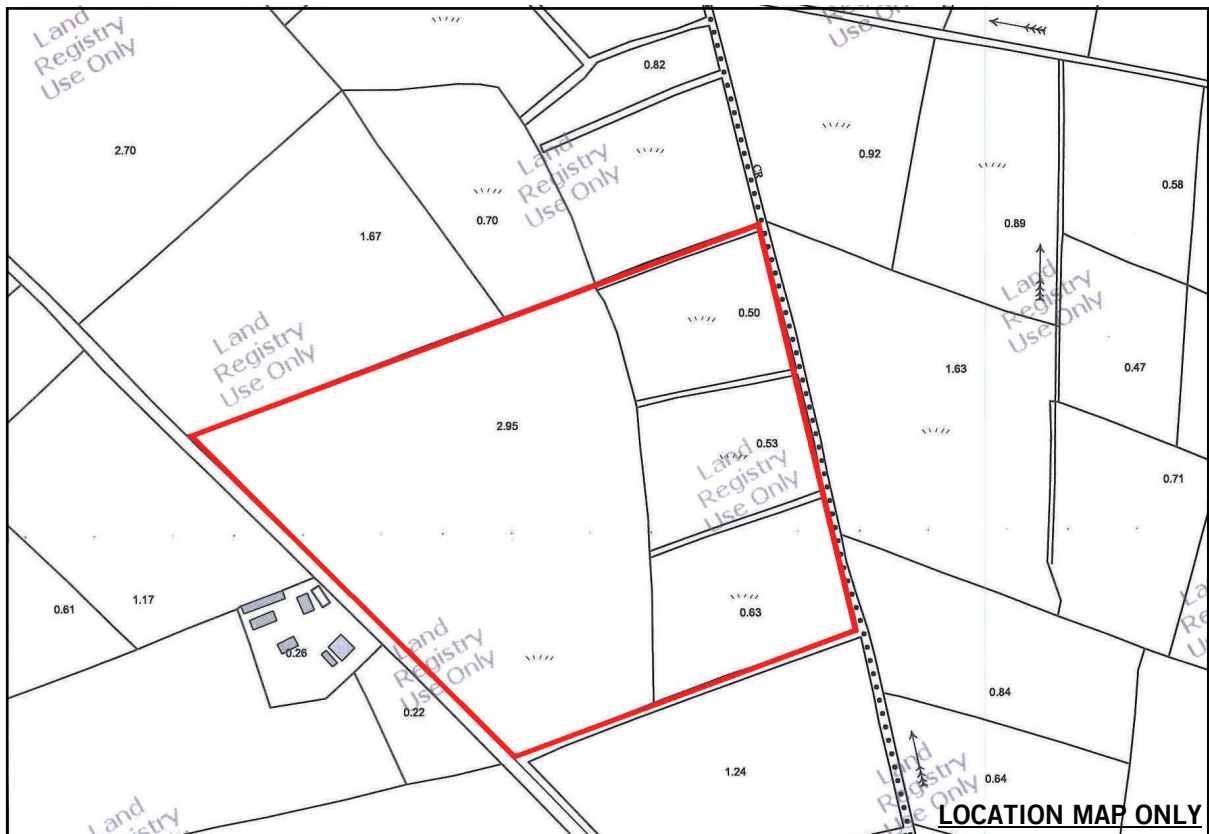 Land
Registry
Use Only
Use Only
0.82
2.70
0.92
CR
0.58
Land
Registry
Use Only
0.70
0.89
1.67
Land
Registry
Use Only
0.50
Land
Registry
Use Only
1.63
0.47
2.95
0.53
Land
Registry
Use Only
0.71
0.61
1.17
0.63
0.26
Land
Registry
Use Only
0.22
0.84
1.24
Land
Registry
Use Only
0.64
Land
LOCATION MAP ONLY